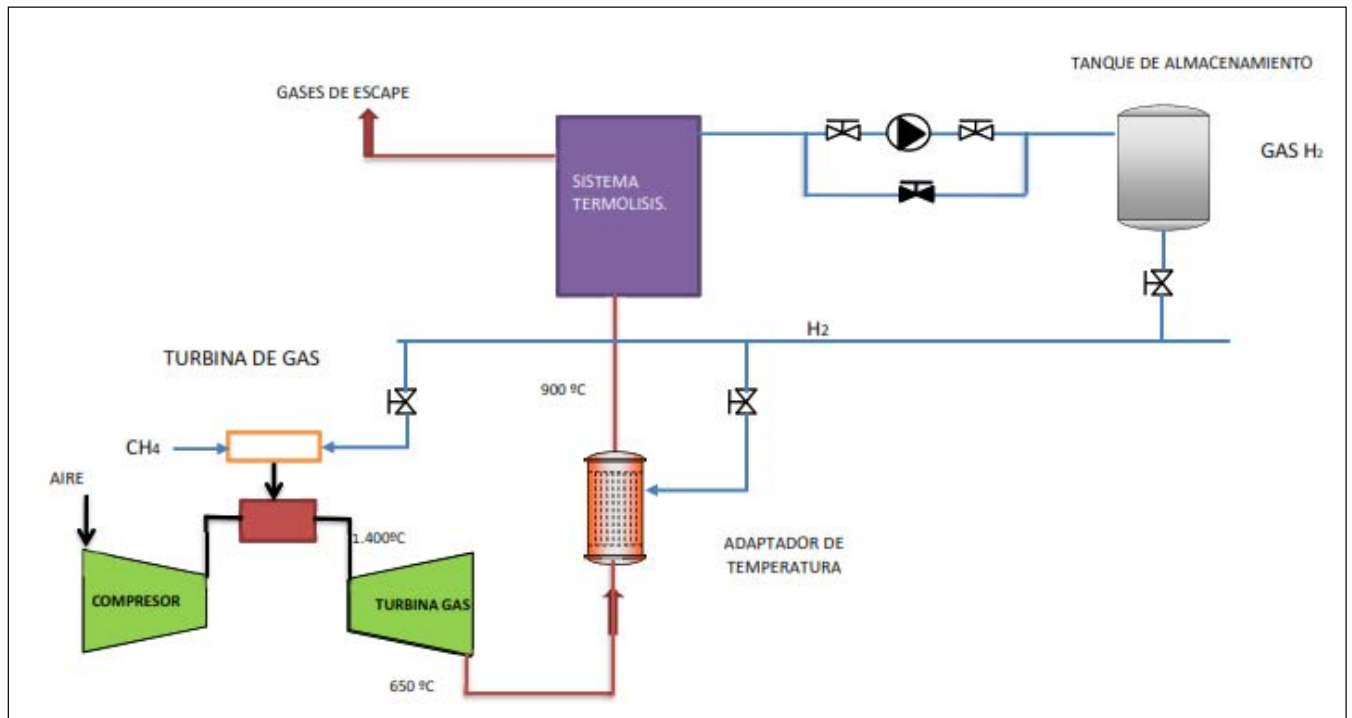 TANQUE DE ALMACENAMIENTO
GASES DE ESCAPE
GAS H₂
SISTEMA
TERMOLISIS.
H₂
TURBINA DE GAS
900 ºC
CH₄
AIRE
1.400ºC
ADAPTADOR DE
TEMPERATURA
COMPRESOR
TURBINA GAS
650 ºC